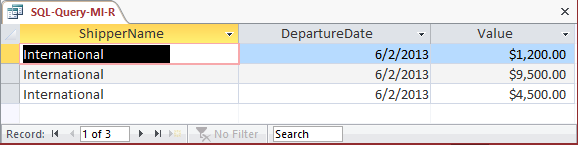 SQL-Query-MI-R
ShipperName DepartureDate Value
International 6/2/2013 $1,200.00
International 6/2/2013 $9,500.00
International 6/2/2013 $4,500.00
Record: 1 of 3 No Filter Search